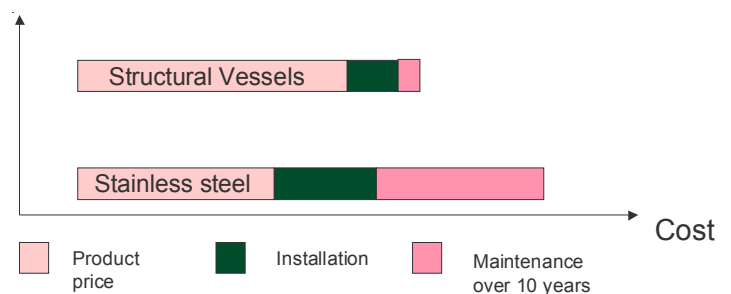 Structural Vessels
Stainless steel
Cost
Product
price
Installation
Maintenance
over 10 years